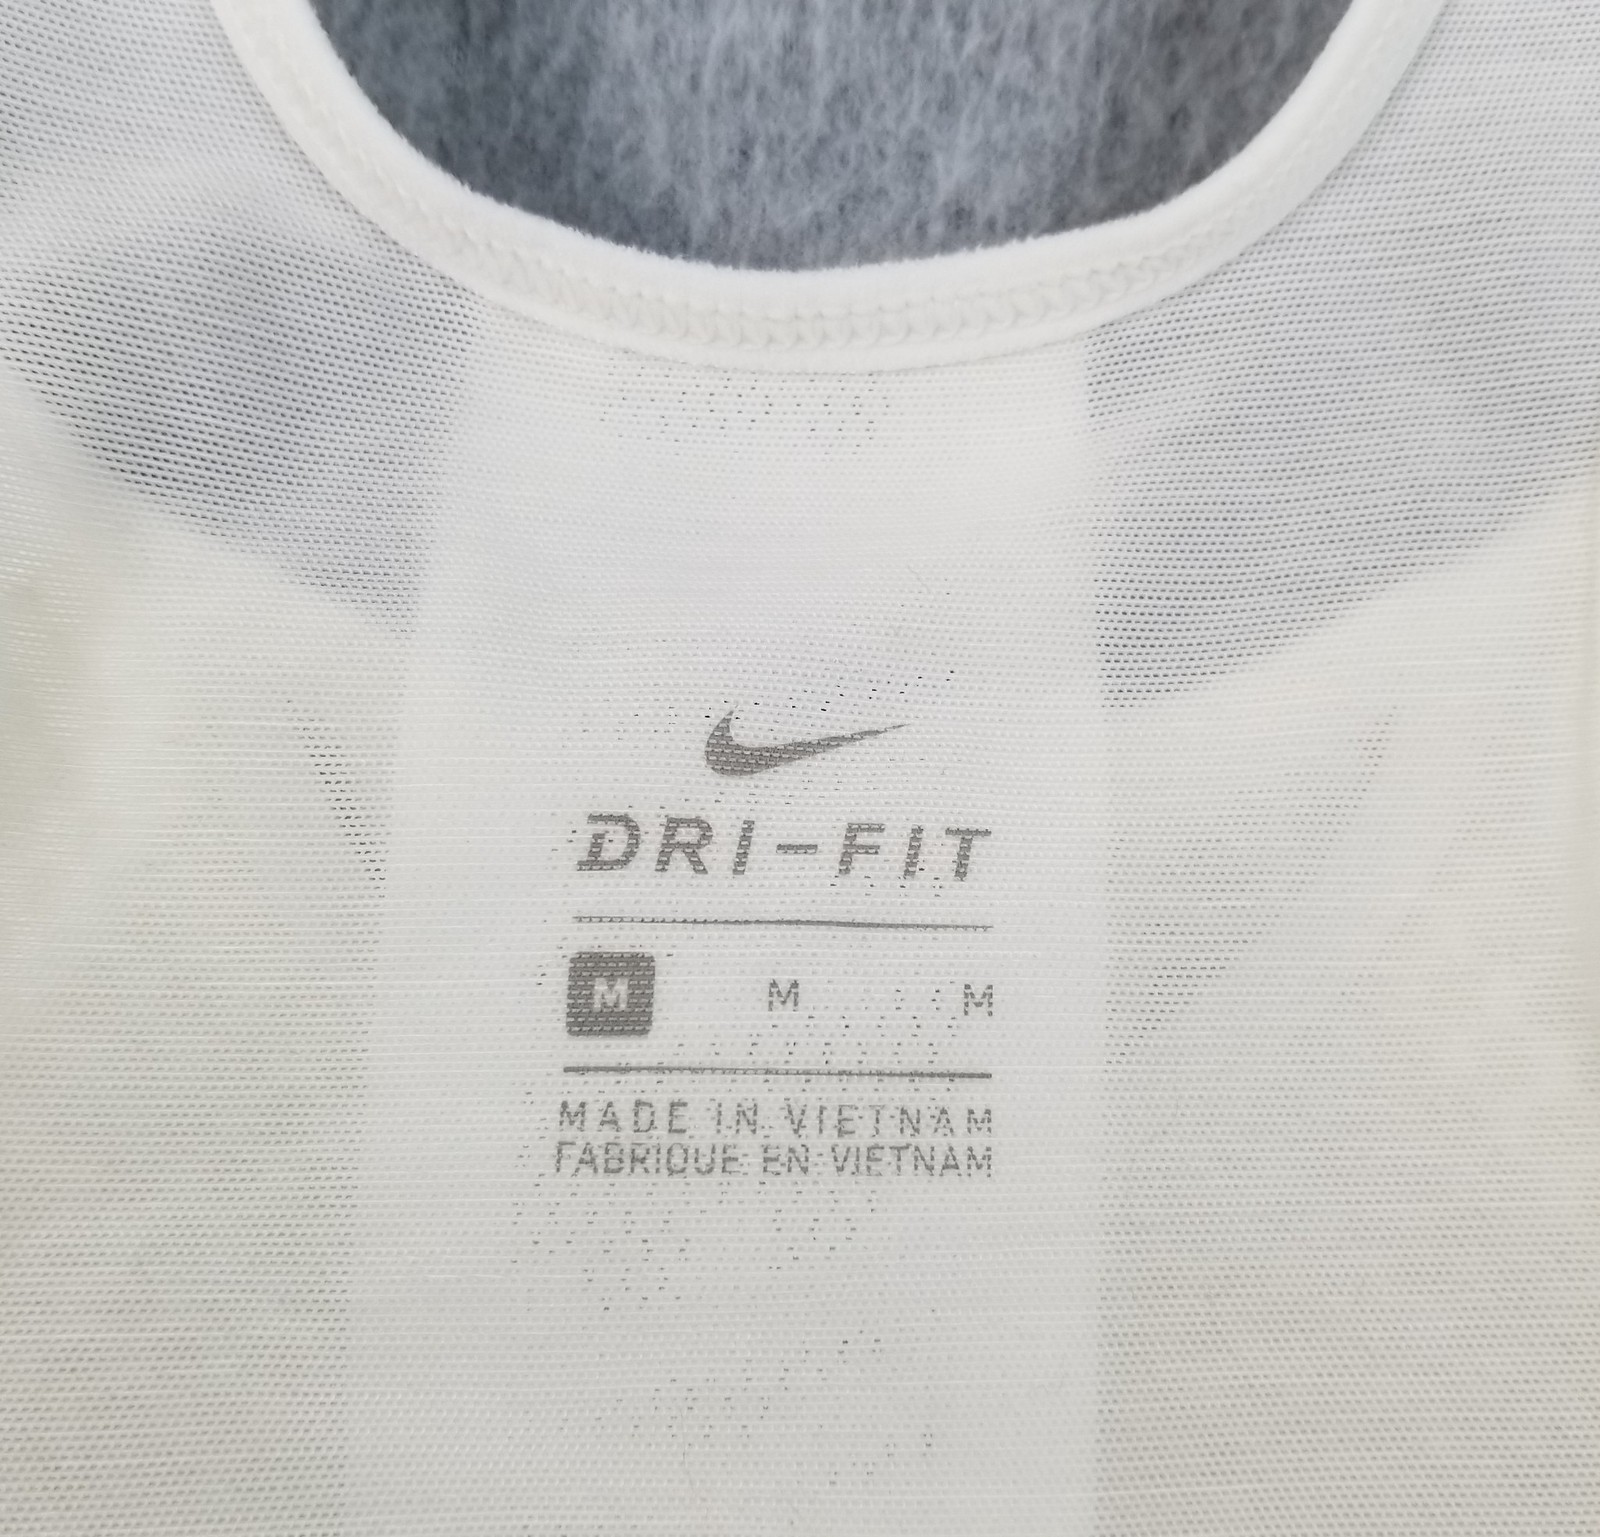 DRI-FIT
M M M
MADE IN VIETNAM
FABRIQUE EN VIETNAM